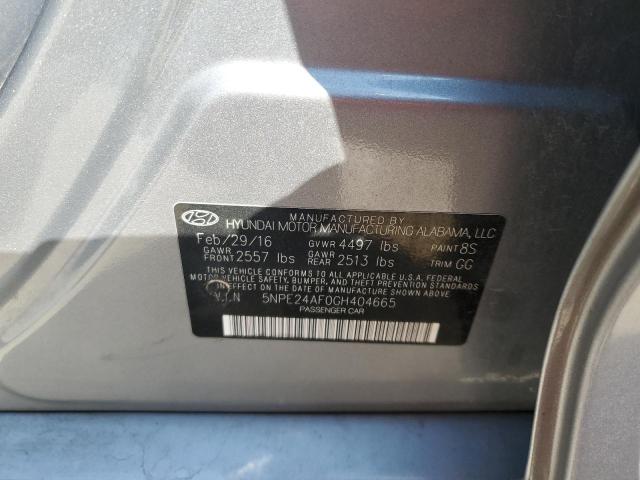 MANUFACTURED BY
HYUNDAI MOTOR MANUFACTURING ALABAMA, LLC
Feb/29/16 GVWR 4497 lbs PAINT 8S
GAWR FRONT 2557 lbs GAWR REAR 2513 lbs TRIM GG
THIS VEHICLE CONFORMS TO ALL APPLICABLE U.S.A. FEDERAL
MOTOR VEHICLE SAFETY, BUMPER, AND THEFT PREVENTION STANDARDS
IN EFFECT ON THE DATE OF MANUFACTURE SHOWN ABOVE.
V.I.N 5NPE24AF0GH404665
PASSENGER CAR